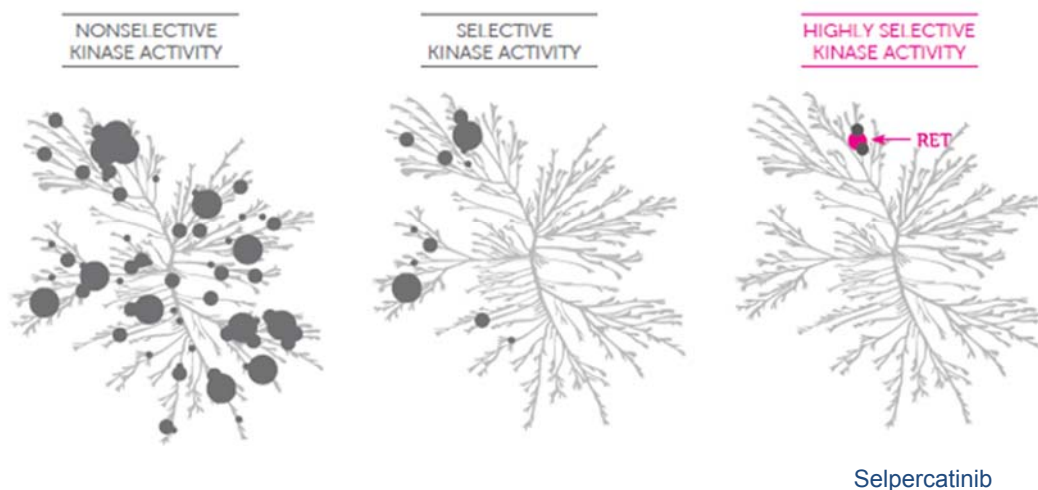 NONSELECTIVE
KINASE ACTIVITY
SELECTIVE
KINASE ACTIVITY
HIGHLY SELECTIVE
KINASE ACTIVITY
RET
Selpercatinib